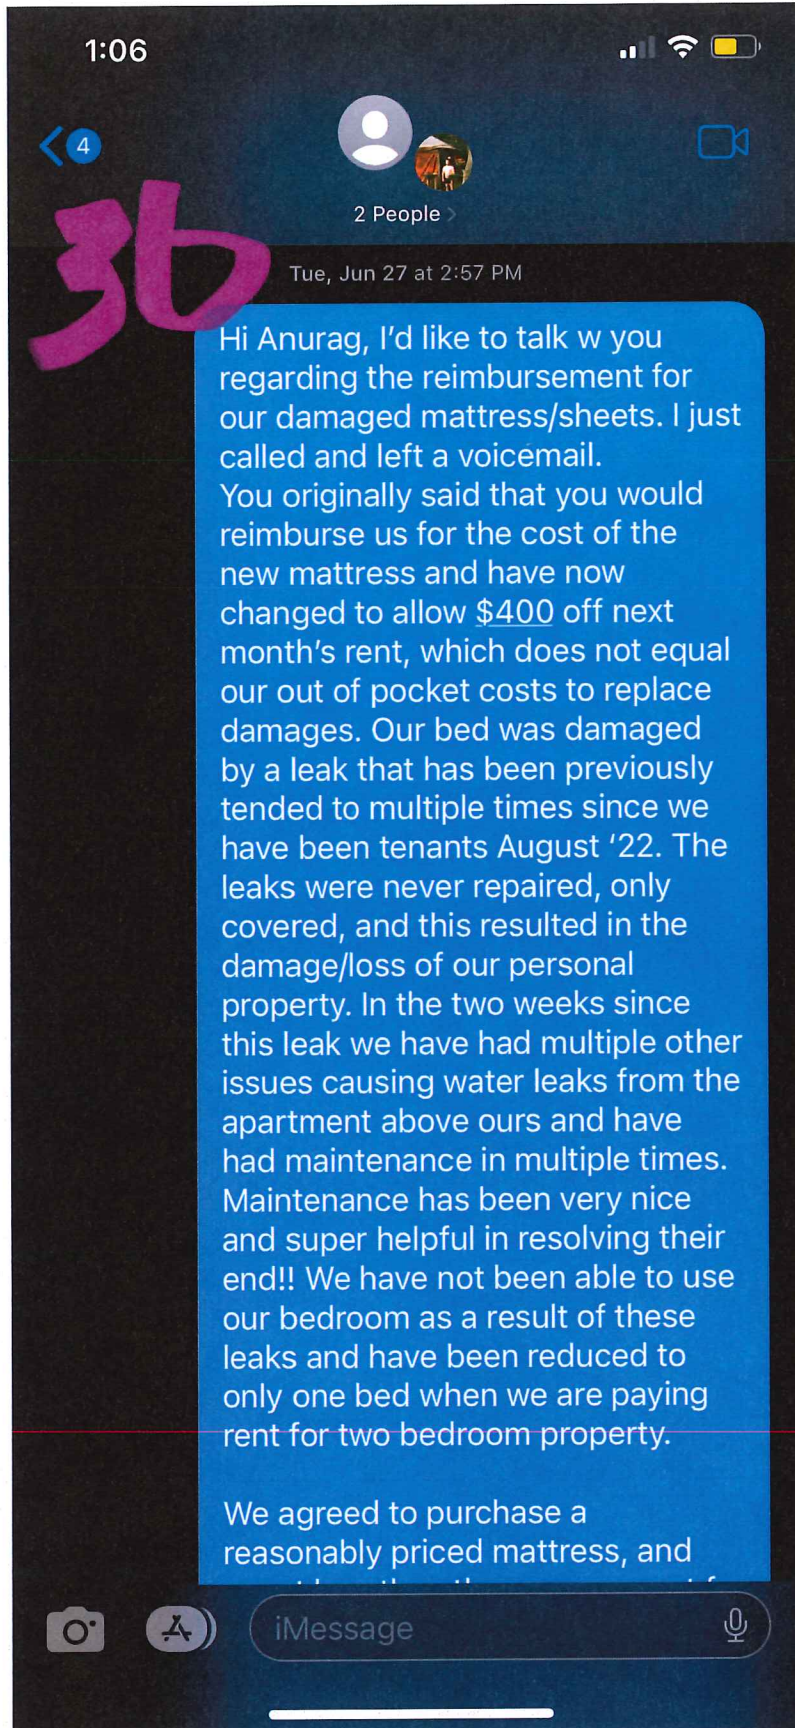 1:06
4
2 People
36
Tue, Jun 27 at 2:57 PM
Hi Anurag, I'd like to talk w you
regarding the reimbursement for
our damaged mattress/sheets. I just
called and left a voicemail.
You originally said that you would
reimburse us for the cost of the
new mattress and have now
changed to allow $400 off next
month's rent, which does not equal
our out of pocket costs to replace
damages. Our bed was damaged
by a leak that has been previously
tended to multiple times since we
have been tenants August '22. The
leaks were never repaired, only
covered, and this resulted in the
damage/loss of our personal
property. In the two weeks since
this leak we have had multiple other
issues causing water leaks from the
apartment above ours and have
had maintenance in multiple times.
Maintenance has been very nice
and super helpful in resolving their
end!! We have not been able to use
our bedroom as a result of these
leaks and have been reduced to
only one bed when we are paying
rent for two bedroom property.
We agreed to purchase a
reasonably priced mattress, and
iMessage